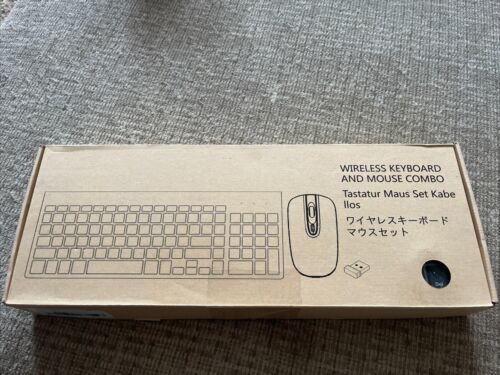 WIRELESS KEYBOARD
AND MOUSE COMBO
Tastatur Maus Set Kabe
llos
ワイヤレスキーボード
マウスセット